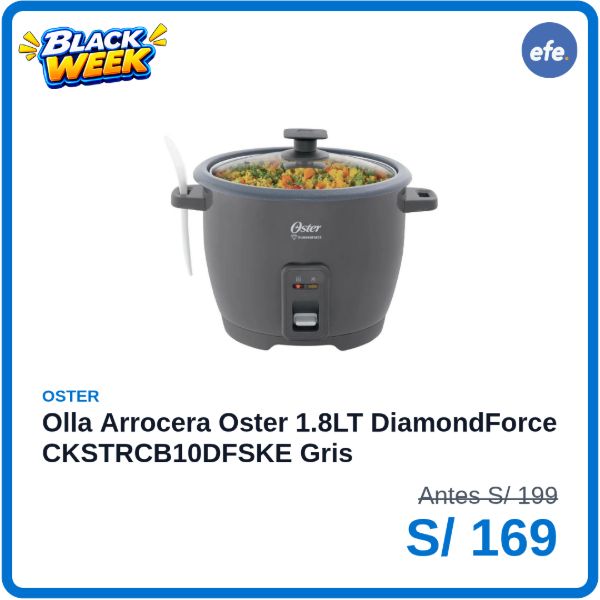 BLACK
WEEK
efe.
Oster
OSTER
Olla Arrocera Oster 1.8LT DiamondForce
CKSTRCB10DFSKE Gris
Antes S/ 199
S/ 169